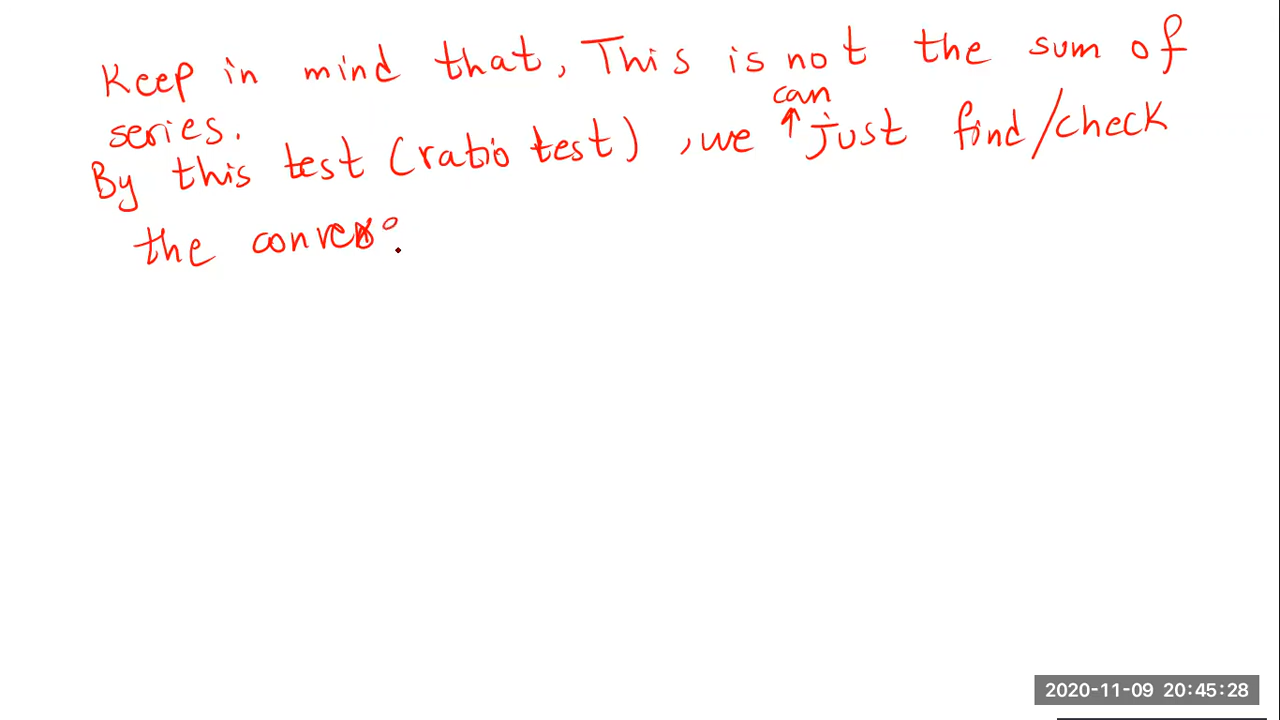 Keep in mind that, This is not the sum of
series.
can
By this test (ratio test), we ↑ just find/check
the
2020-11-09 20:45:28